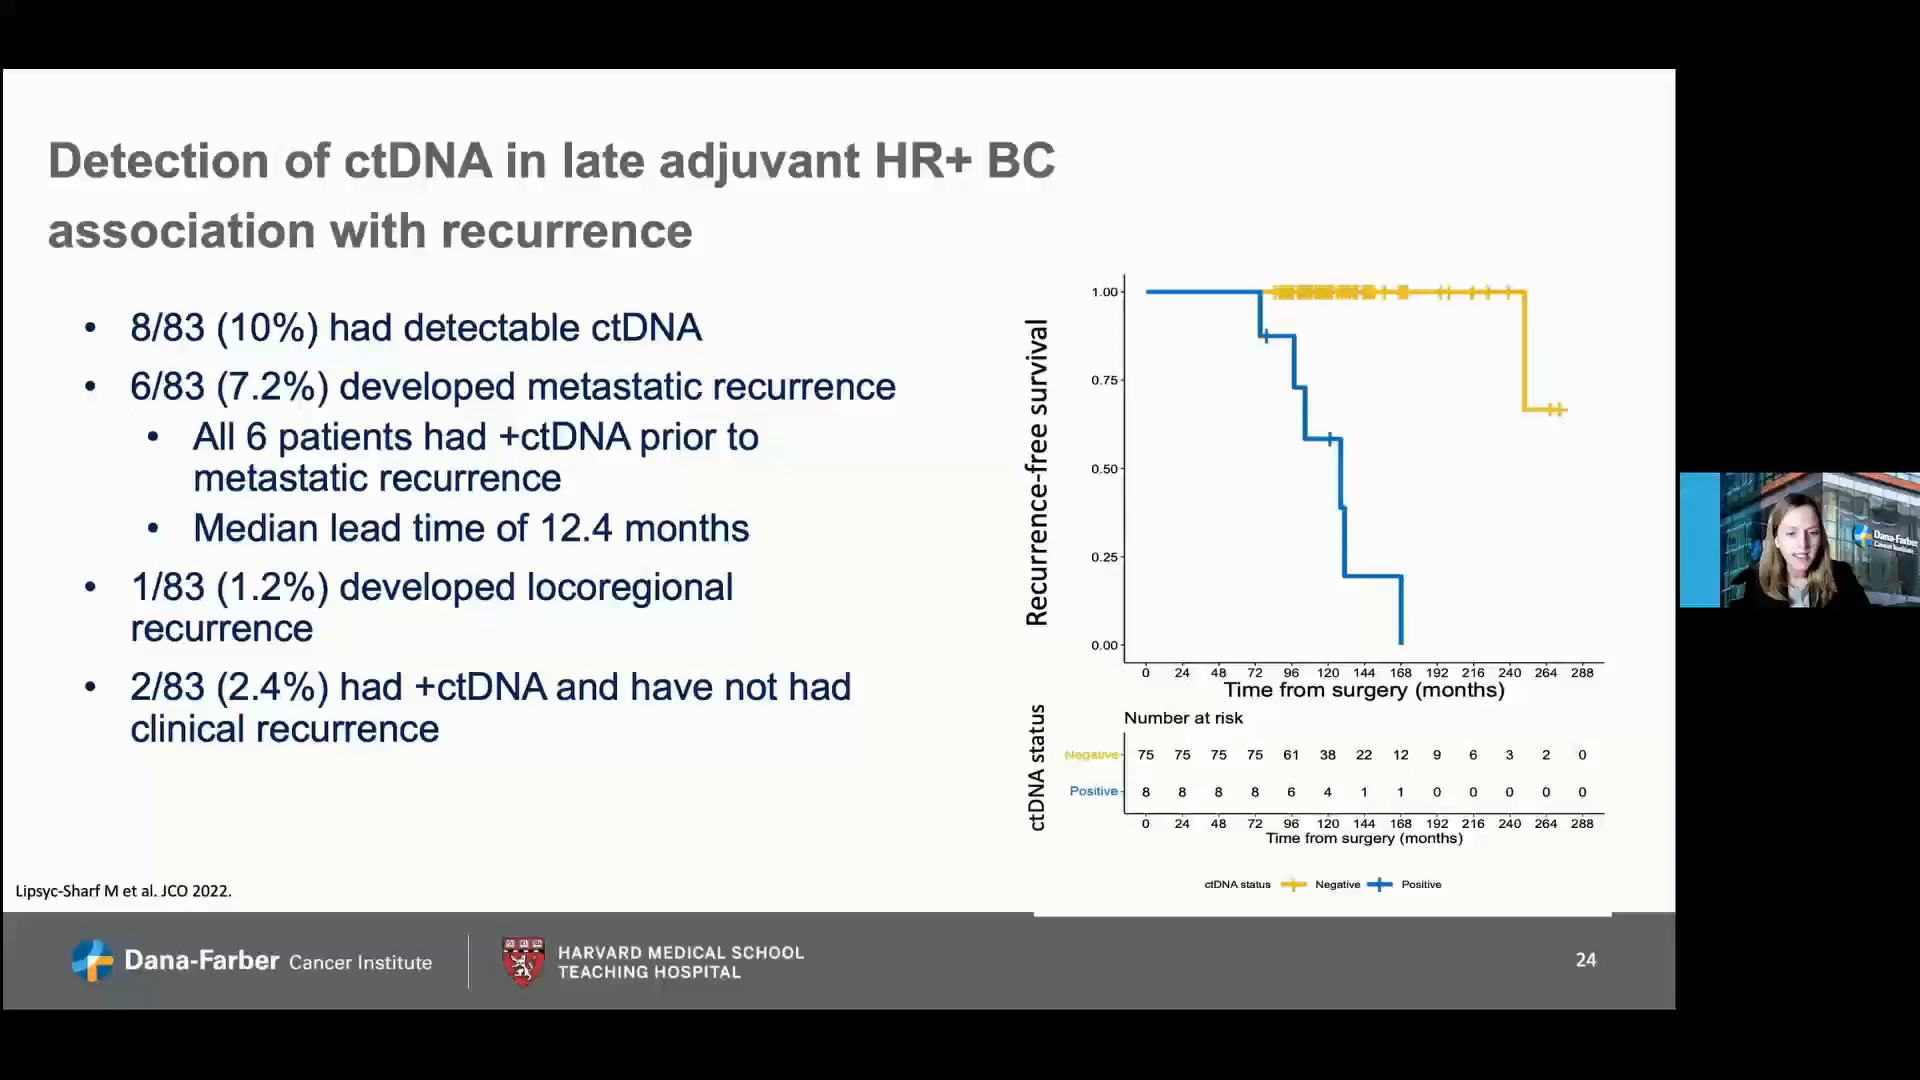 Detection of ctDNA in late adjuvant HR+ BC
association with recurrence
• 8/83 (10%) had detectable ctDNA
• 6/83 (7.2%) developed metastatic recurrence
• All 6 patients had +ctDNA prior to
metastatic recurrence
• Median lead time of 12.4 months
• 1/83 (1.2%) developed locoregional
recurrence
• 2/83 (2.4%) had +ctDNA and have not had
clinical recurrence
Recurrence-free survival
1.00
0.75
0.50
0.25
0.00
0 24 48 72 96 120 144 168 192 216 240 264 288
Time from surgery (months)
ctDNA status
Number at risk
Negative 75 75 75 75 61 38 22 12 9 6 3 2 0
Positive 8 8 8 8 6 4 1 1 0 0 0 0 0
0 24 48 72 96 120 144 168 192 216 240 264 288
Time from surgery (months)
ctDNA status Negative Positive
Lipsyc-Sharf M et al. JCO 2022.
Dana-Farber Cancer Institute
HARVARD MEDICAL SCHOOL
TEACHING HOSPITAL
24
Dana-Farber
Cancer Institute